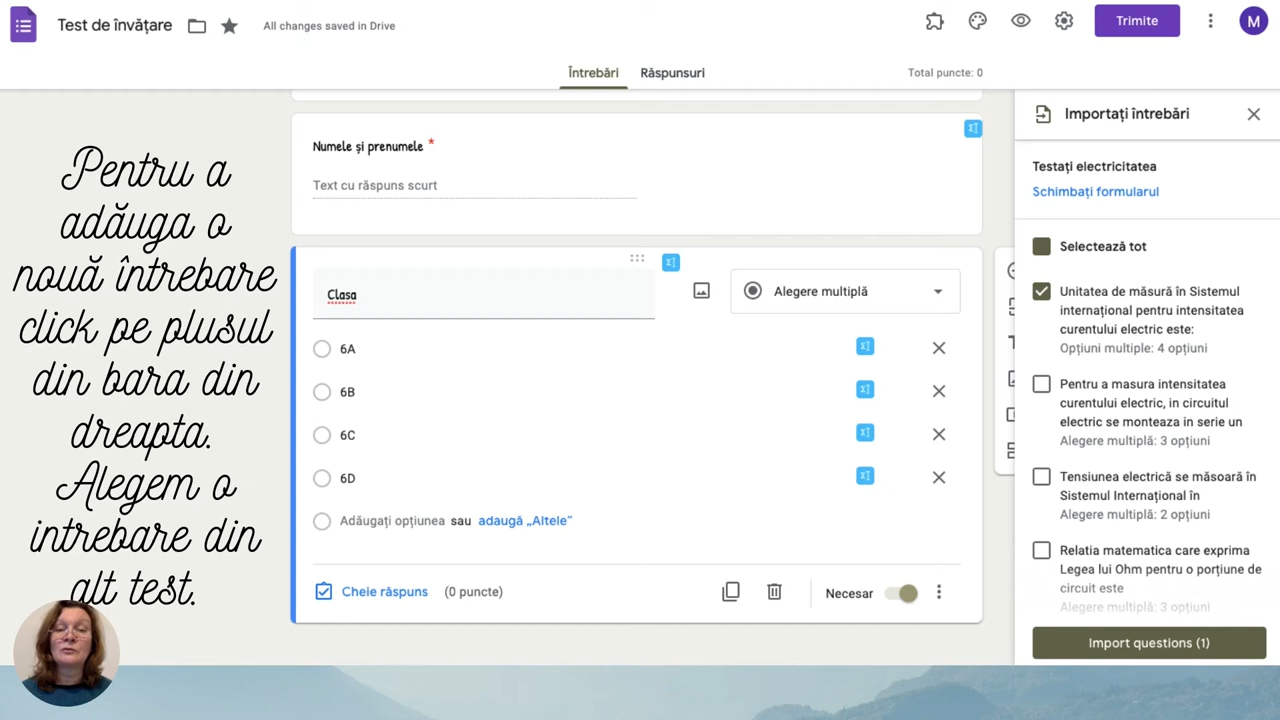 Test de învățare
All changes saved in Drive
Trimite
M
Întrebări
Răspunsuri
Total puncte: 0
Pentru a
adăuga o
nouă întrebare
click pe plusul
din bara din
dreapta.
Alegem o
intrebare din
alt test.
Numele și prenumele *
Text cu răspuns scurt
Clasa
Alegere multiplă
6A
6B
6C
6D
Adăugați opțiunea sau adaugă „Altele”
Cheie răspuns (0 puncte)
Necesar
Importați întrebări
Testați electricitatea
Schimbați formularul
Selectează tot
Unitatea de măsură în Sistemul
internațional pentru intensitatea
curentului electric este:
Opțiuni multiple: 4 opțiuni
Pentru a masura intensitatea
curentului electric, in circuitul
electric se monteaza in serie un
Alegere multiplă: 3 opțiuni
Tensiunea electrică se măsoară în
Sistemul Internațional în
Alegere multiplă: 2 opțiuni
Relatia matematica care exprima
Legea lui Ohm pentru o porțiune de
circuit este
Alegere multiplă: 3 opțiuni
Import questions (1)